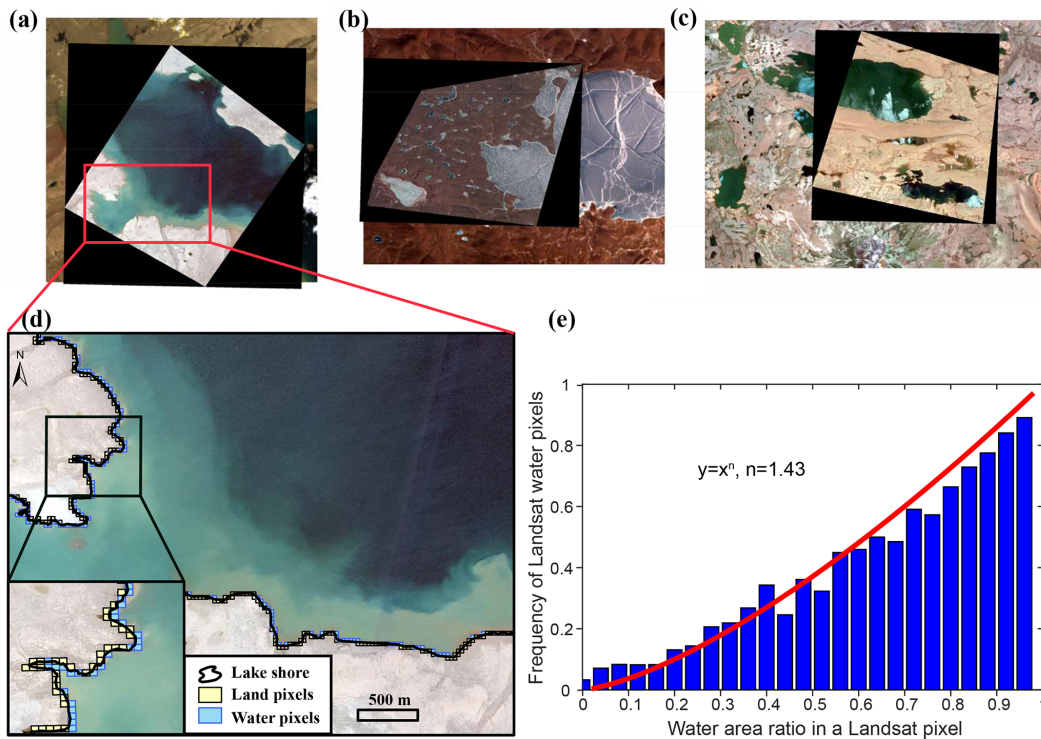 (a)
(b)
(c)
(d)
N
Lake shore
Land pixels
Water pixels
500 m
(e)
Frequency of Landsat water pixels
1
0.8
0.6
0.4
0.2
0
y=xⁿ, n=1.43
0 0.1 0.2 0.3 0.4 0.5 0.6 0.7 0.8 0.9 1
Water area ratio in a Landsat pixel